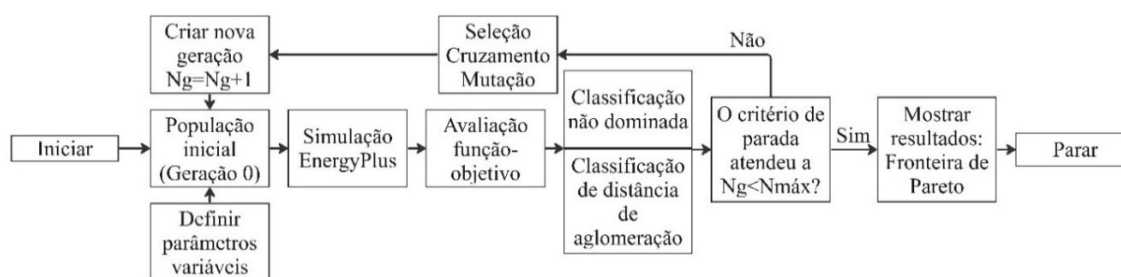 Criar nova
geração
Ng=Ng+1
Seleção
Cruzamento
Mutação
Não
Iniciar
População
inicial
(Geração 0)
Simulação
EnergyPlus
Avaliação
função-
objetivo
Classificação
não dominada
Classificação
de distância
de
aglomeração
O critério de
parada
atendeu a
Ng<Nmáx?
Sim
Mostrar
resultados:
Fronteira de
Pareto
Parar
Definir
parâmetros
variáveis